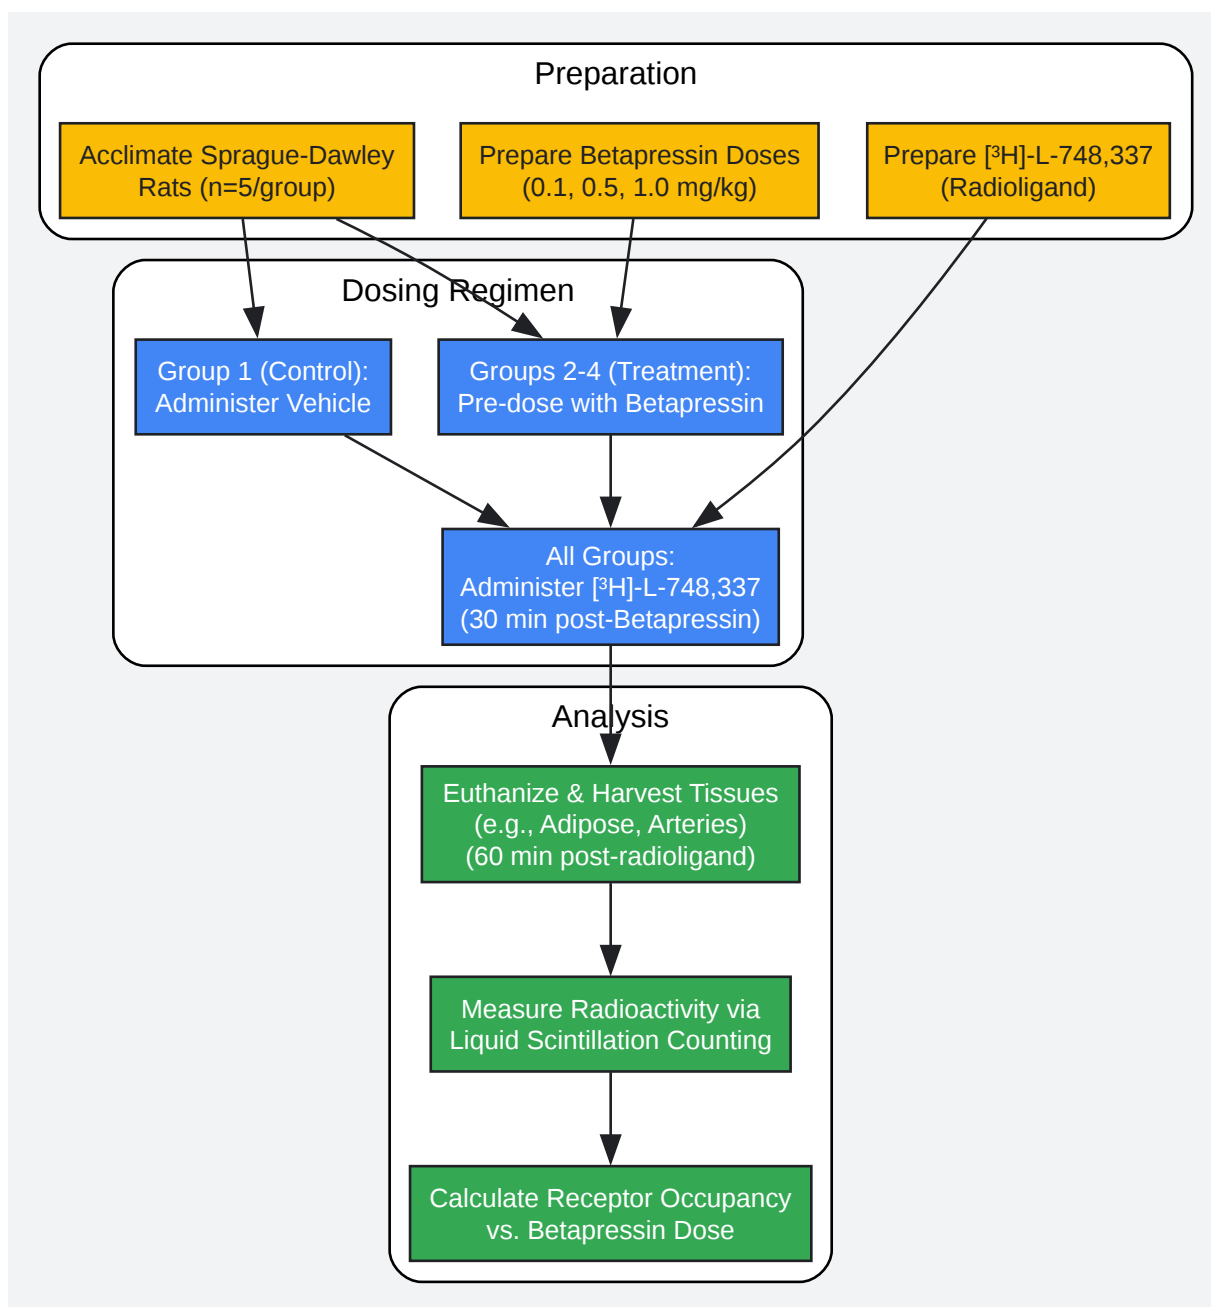 Preparation
Acclimate Sprague-Dawley
Rats (n=5/group)
Prepare Betapressin Doses
(0.1, 0.5, 1.0 mg/kg)
Prepare [³H]-L-748,337
(Radioligand)
Dosing Regimen
Group 1 (Control):
Administer Vehicle
Groups 2-4 (Treatment):
Pre-dose with Betapressin
All Groups:
Administer [³H]-L-748,337
(30 min post-Betapressin)
Analysis
Euthanize & Harvest Tissues
(e.g., Adipose, Arteries)
(60 min post-radioligand)
Measure Radioactivity via
Liquid Scintillation Counting
Calculate Receptor Occupancy
vs. Betapressin Dose